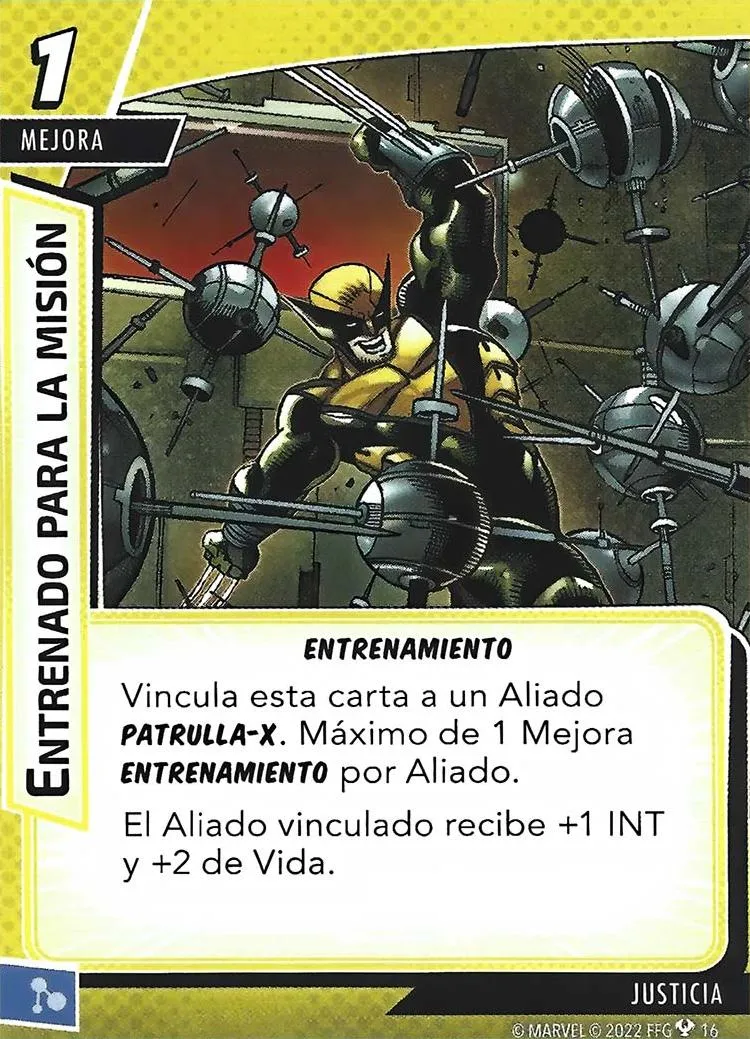 1
MEJORA
ENTRENADO PARA LA MISIÓN
ENTRENAMIENTO
Vincula esta carta a un Aliado
PATRULLA-X. Máximo de 1 Mejora
ENTRENAMIENTO por Aliado.
El Aliado vinculado recibe +1 INT
y +2 de Vida.
JUSTICIA
© MARVEL © 2022 FFG 16